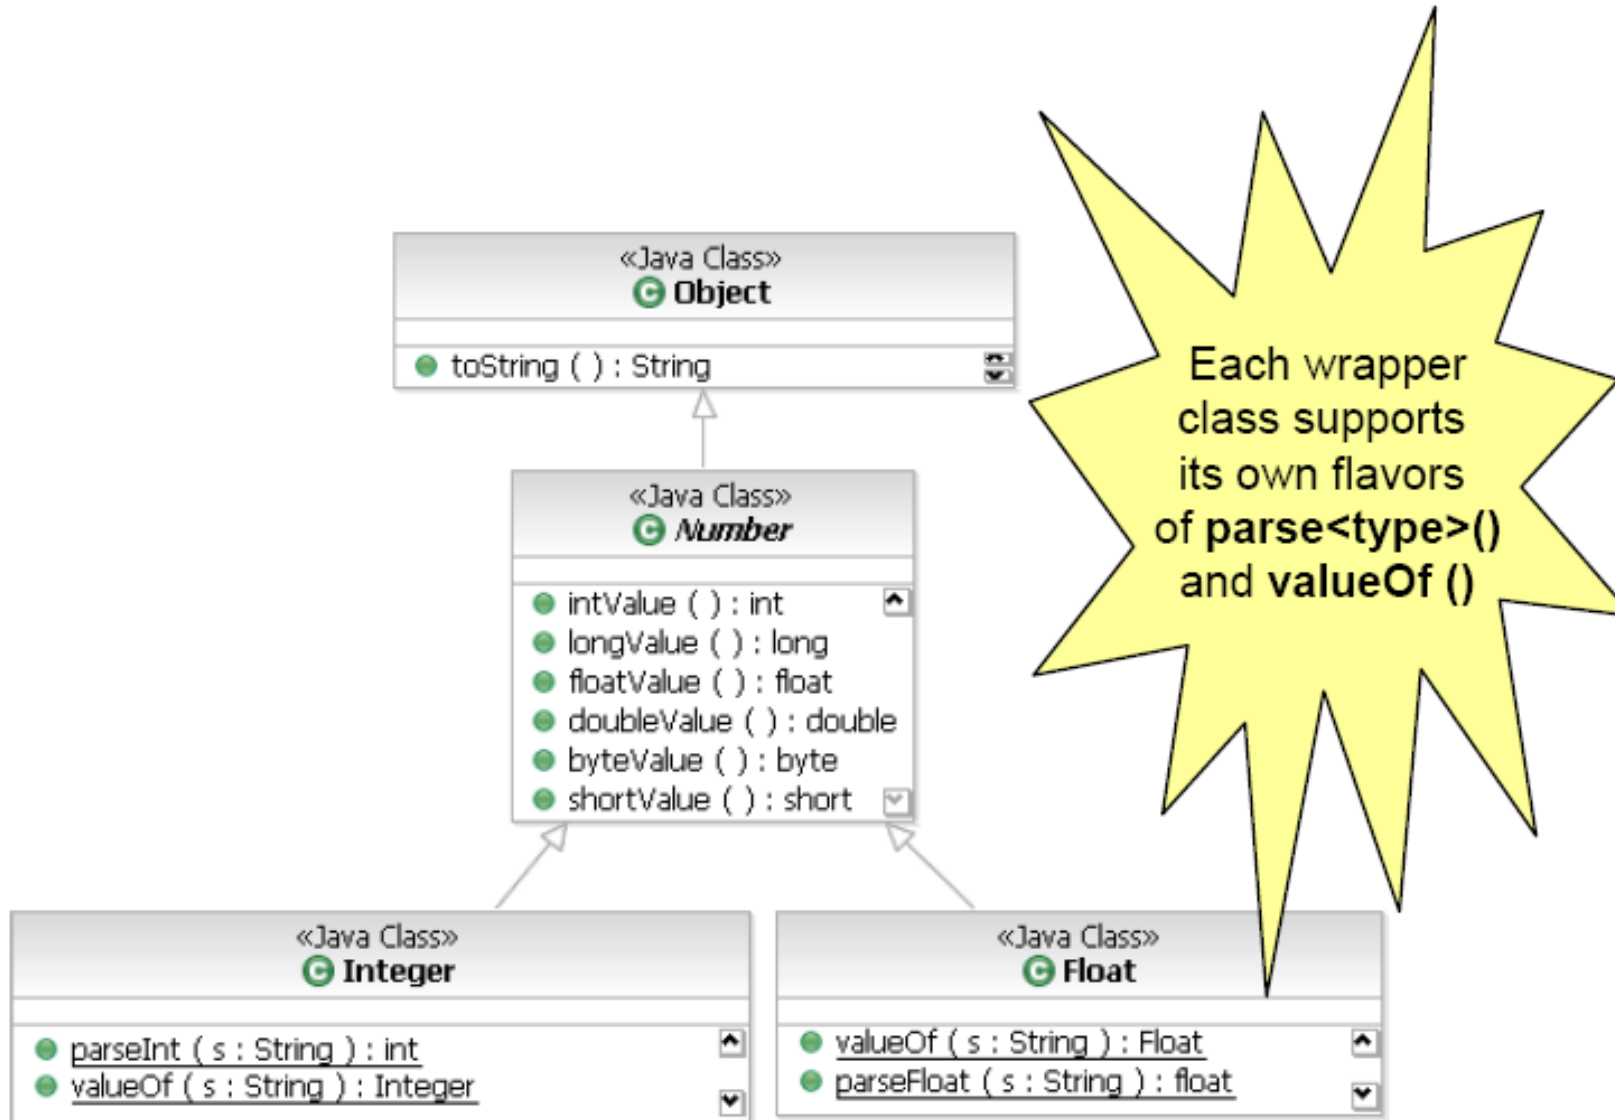 «Java Class»
C Object
toString ( ) : String
«Java Class»
C Number
intValue ( ) : int
longValue ( ) : long
floatValue ( ) : float
doubleValue ( ) : double
byteValue ( ) : byte
shortValue ( ) : short
Each wrapper
class supports
its own flavors
of parse<type>()
and valueOf ()
«Java Class»
C Integer
parseInt ( s : String ) : int
valueOf ( s : String ) : Integer
«Java Class»
C Float
valueOf ( s : String ) : Float
parseFloat ( s : String ) : float